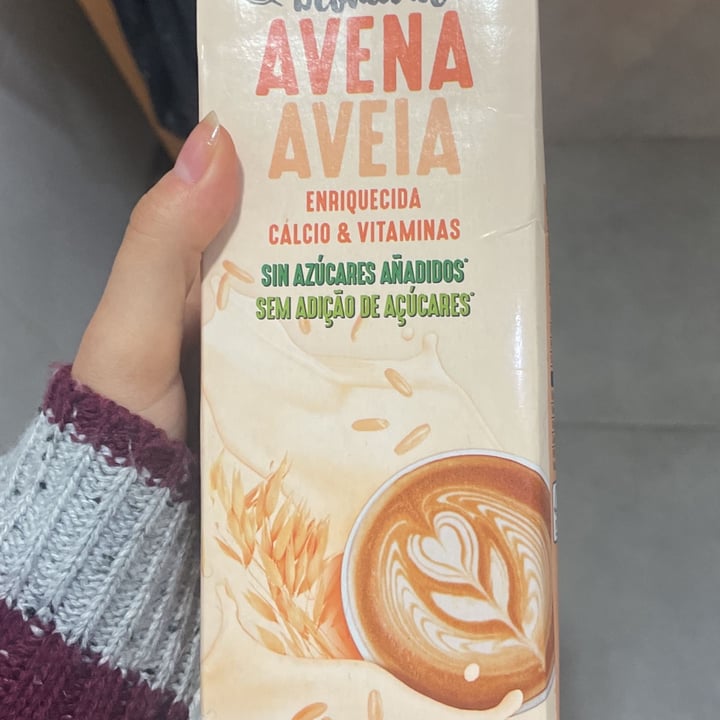 AVENA
AVEIA
ENRIQUECIDA
CÁLCIO & VITAMINAS
SIN AZÚCARES AÑADIDOS*
SEM ADIÇÃO DE AÇÚCARES*